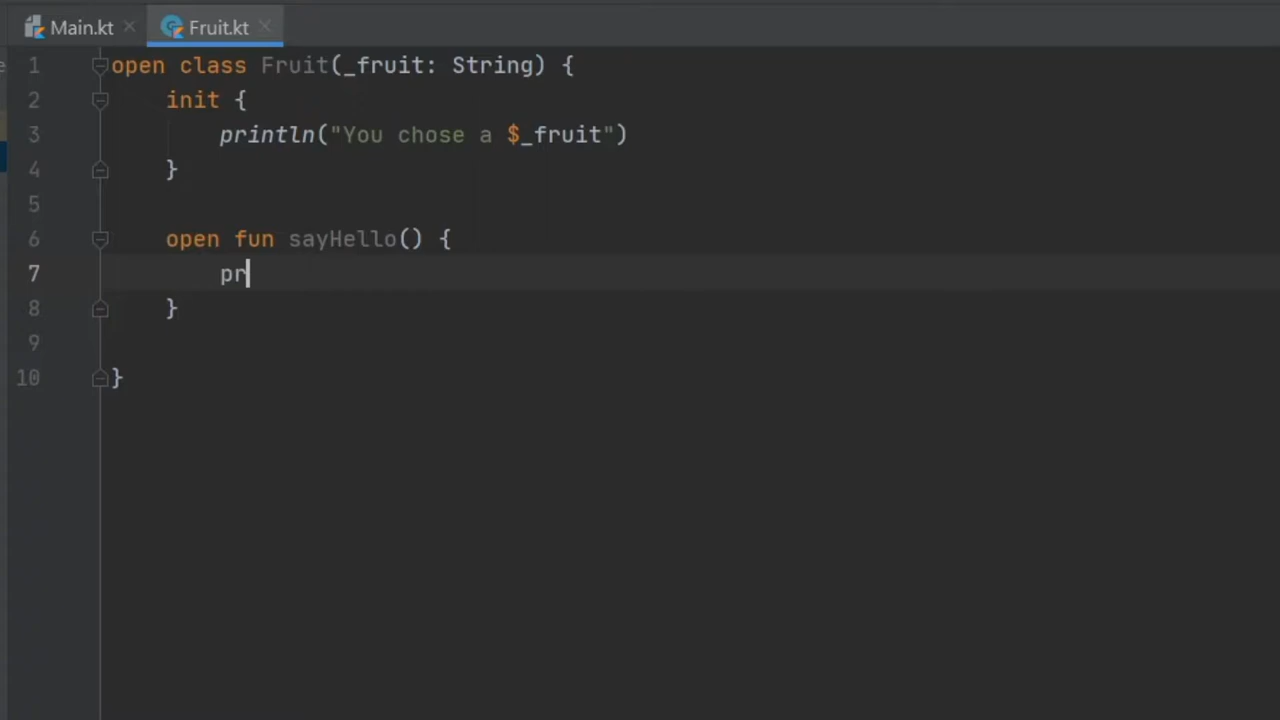 Main.kt Fruit.kt
1 open class Fruit(_fruit: String) {
2 init {
3 println("You chose a $_fruit")
4 }
5
6 open fun sayHello() {
7 pr
8 }
9
10 }